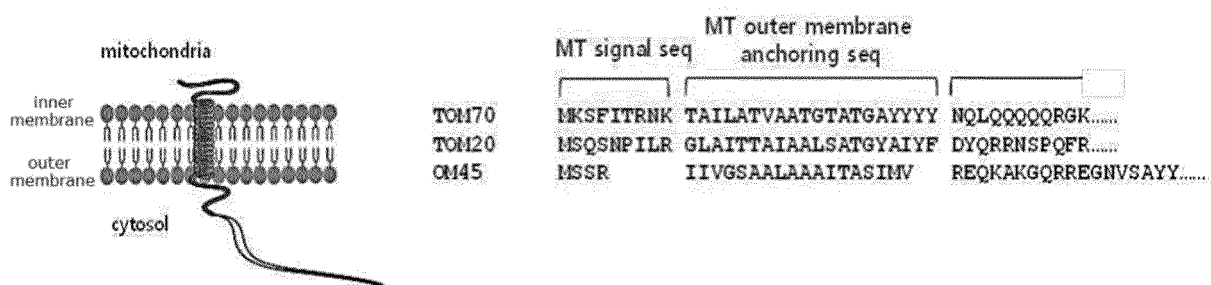 mitochondria
inner
membrane
outer
membrane
cytosol
MT signal seq
MT outer membrane
anchoring seq
TOM70 MKSFITRNK TAILATVAATGTATGAYYYY NQLQQQQQRGK......
TOM20 MSQSNPILR GLAITTAIAALSATGYAIYF DYQRRNSPQFR......
OM45 MSSR IIVGSAALAAAITASIMV REQKAKGQRREGNVSAYY......